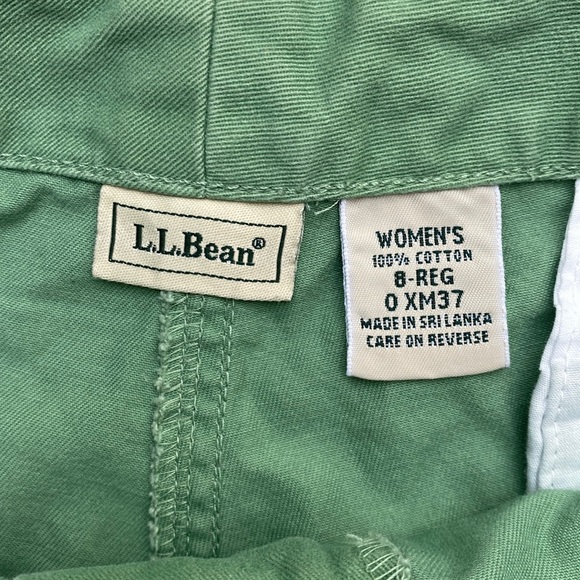 L.L.Bean®
WOMEN'S
100% COTTON
8-REG
0 XM37
MADE IN SRI LANKA
CARE ON REVERSE